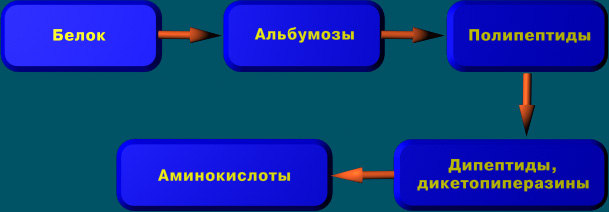 Белок
Альбумозы
Полипептиды
Дипептиды,
дикетопиперазины
Аминокислоты